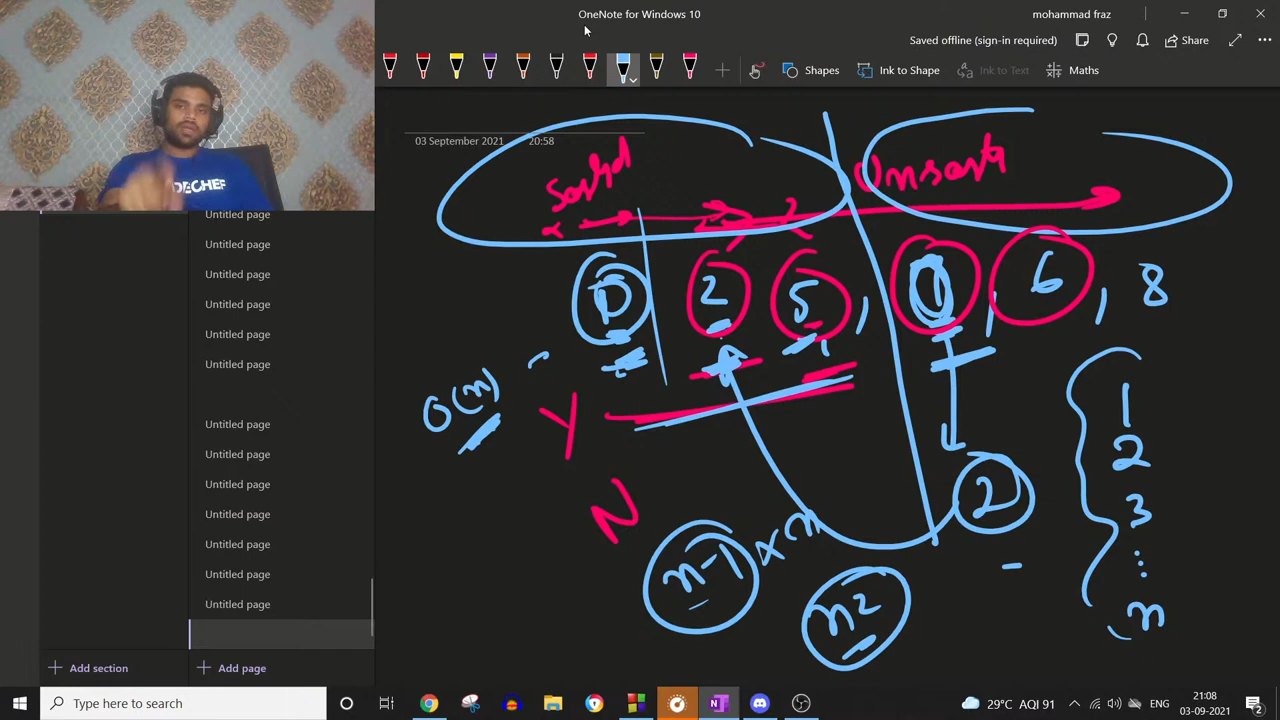 OneNote for Windows 10
mohammad fraz
Saved offline (sign-in required)
Share
Shapes
Ink to Shape
Ink to Text
Maths
03 September 2021 20:58
DECHEF
Untitled page
Untitled page
Untitled page
Untitled page
Untitled page
Untitled page
Untitled page
Untitled page
Untitled page
Untitled page
Untitled page
Untitled page
Untitled page
2 5, 1, 6, 8
O(n)
Y
N
2
n-1 × n
n2
1
2
3
n
Add section
Add page
Type here to search
29°C AQI 91
ENG
21:08
03-09-2021
2